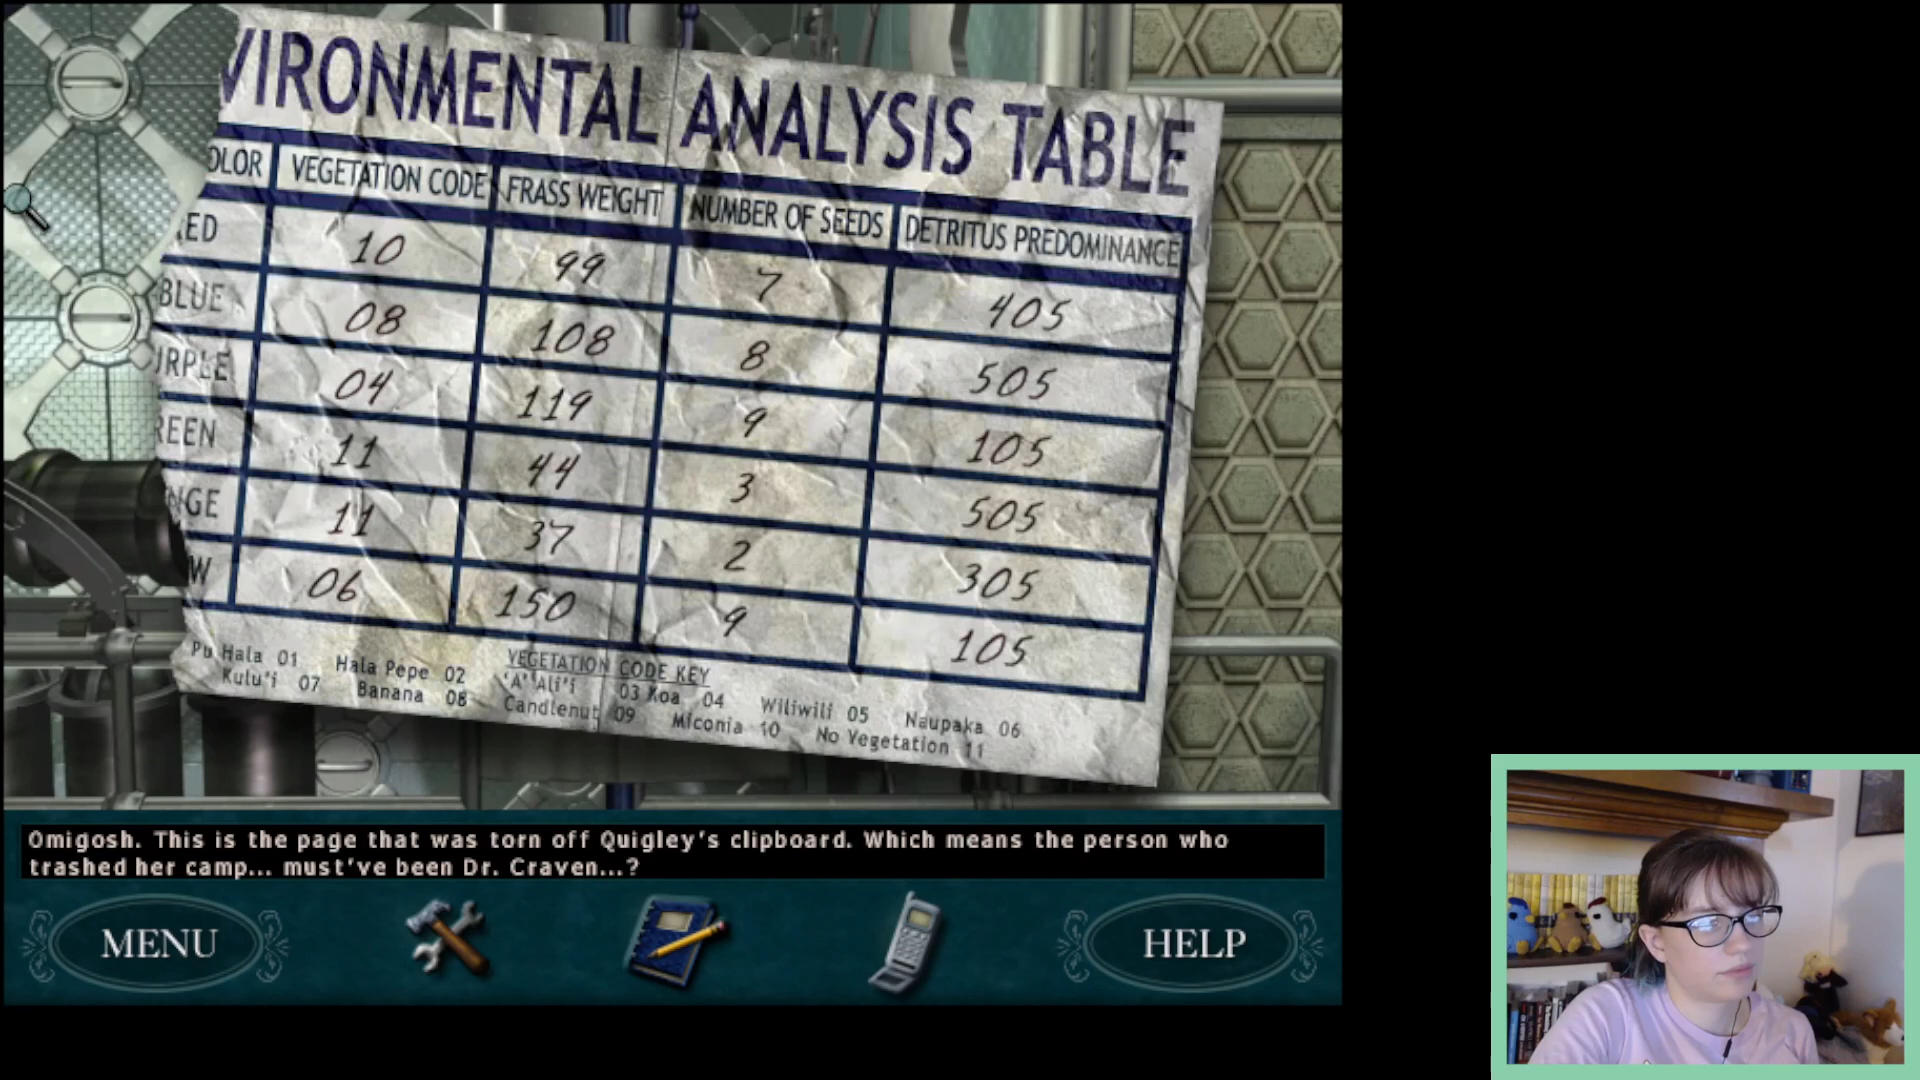 VIRONMENTAL ANALYSIS TABLE
OLOR VEGETATION CODE FRASS WEIGHT NUMBER OF SEEDS DETRITUS PREDOMINANCE
ED 10 99 7 405
BLUE 08 108 8 505
URPLE 04 119 9 105
REEN 11 44 3 505
NGE 11 37 2 305
W 06 150 9 105
VEGETATION CODE KEY
Pu Hala 01 Hala Pepe 02 'A'Ali'i 03 Koa 04 Wiliwili 05 Naupaka 06
Kulu'i 07 Banana 08 Candlenut 09 Miconia 10 No Vegetation 11
Omigosh. This is the page that was torn off Quigley's clipboard. Which means the person who
trashed her camp... must've been Dr. Craven...?
MENU
HELP